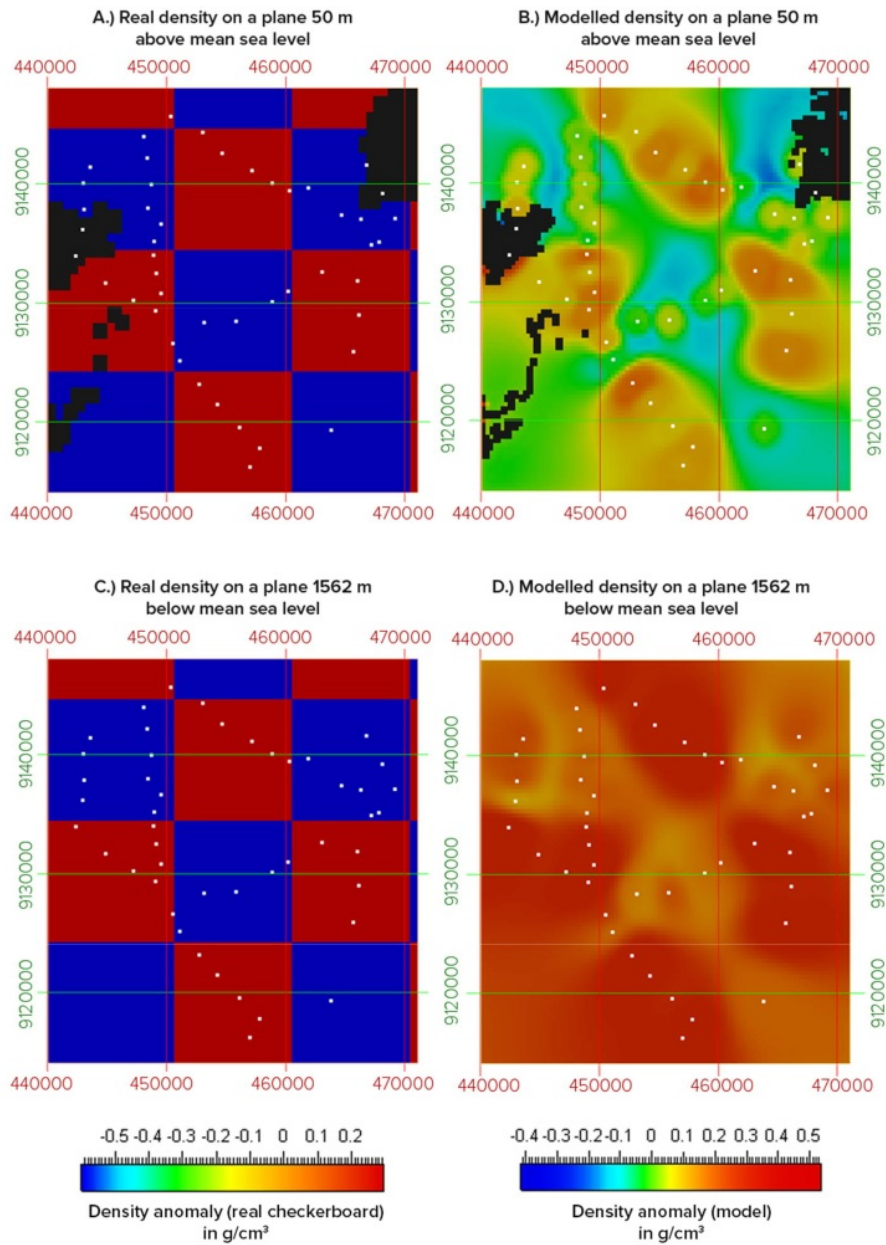 A.) Real density on a plane 50 m
above mean sea level
B.) Modelled density on a plane 50 m
above mean sea level
440000 450000 460000 470000
440000 450000 460000 470000
9140000
9130000
9120000
9140000
9130000
9120000
440000 450000 460000 470000
440000 450000 460000 470000
C.) Real density on a plane 1562 m
below mean sea level
D.) Modelled density on a plane 1562 m
below mean sea level
440000 450000 460000 470000
440000 450000 460000 470000
9140000
9130000
9120000
9140000
9130000
9120000
440000 450000 460000 470000
440000 450000 460000 470000
-0.5 -0.4 -0.3 -0.2 -0.1 0 0.1 0.2
-0.4 -0.3 -0.2 -0.1 0 0.1 0.2 0.3 0.4 0.5
Density anomaly (real checkerboard)
in g/cm³
Density anomaly (model)
in g/cm³